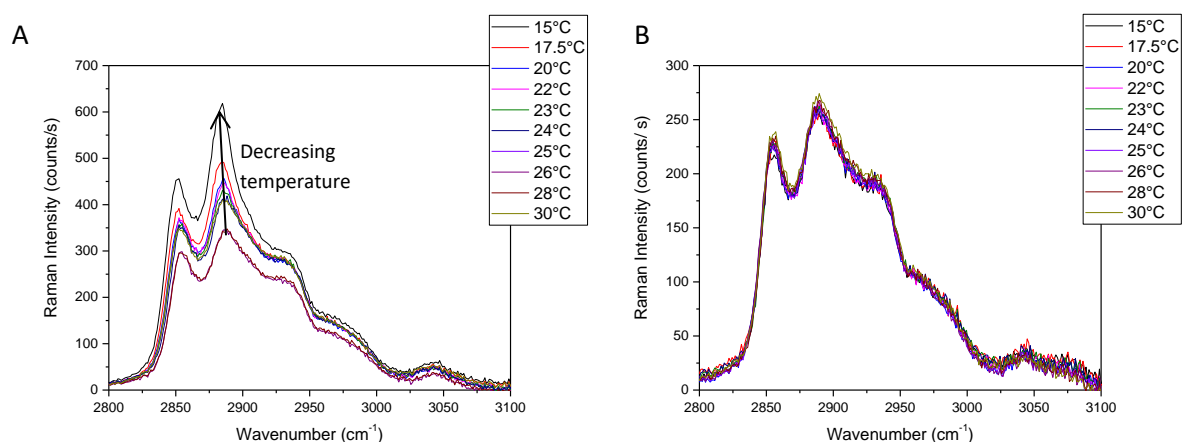 A
15°C
17.5°C
20°C
22°C
23°C
24°C
25°C
26°C
28°C
30°C
700
600
500
400
300
200
100
0
Raman Intensity (counts/s)
Decreasing
temperature
2800 2850 2900 2950 3000 3050 3100
Wavenumber (cm⁻¹)
B
15°C
17.5°C
20°C
22°C
23°C
24°C
25°C
26°C
28°C
30°C
300
250
200
150
100
50
0
Raman Intensity (counts/ s)
2800 2850 2900 2950 3000 3050 3100
Wavenumber (cm⁻¹)